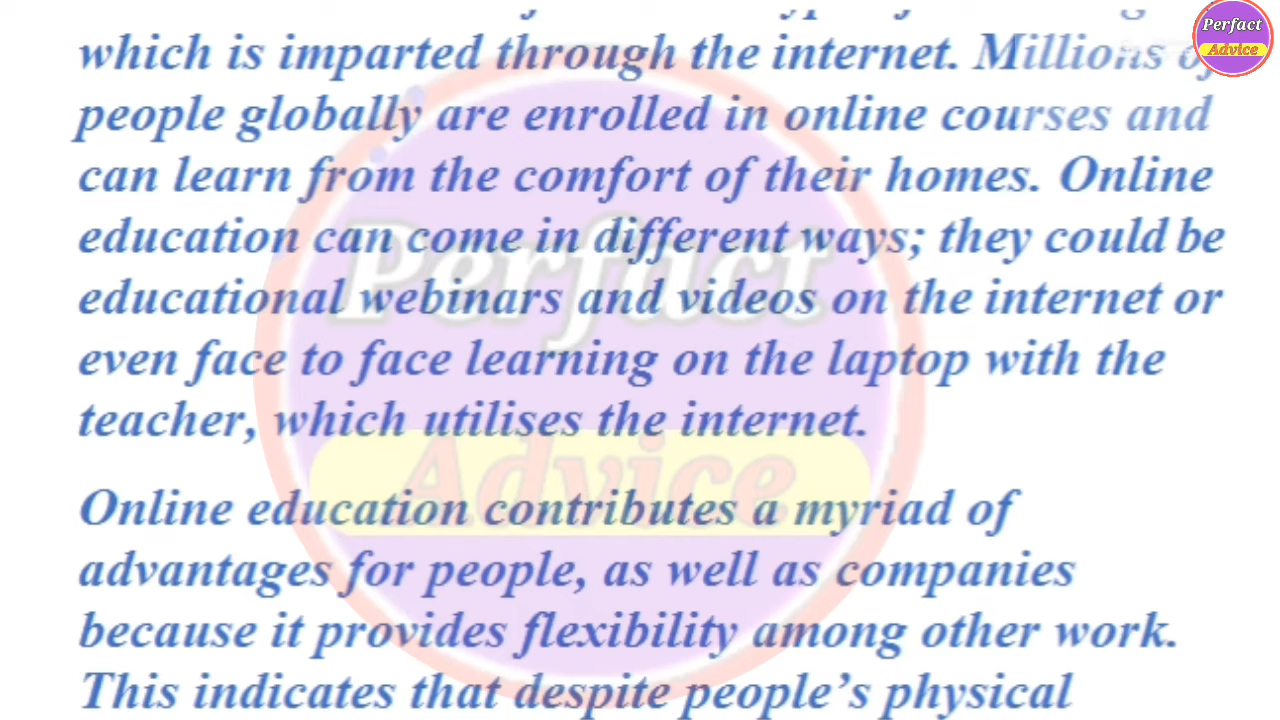 Perfact
Advice
which is imparted through the internet. Millions of
people globally are enrolled in online courses and
can learn from the comfort of their homes. Online
education can come in different ways; they could be
educational webinars and videos on the internet or
even face to face learning on the laptop with the
teacher, which utilises the internet.
Perfact
Advice
Online education contributes a myriad of
advantages for people, as well as companies
because it provides flexibility among other work.
This indicates that despite people’s physical